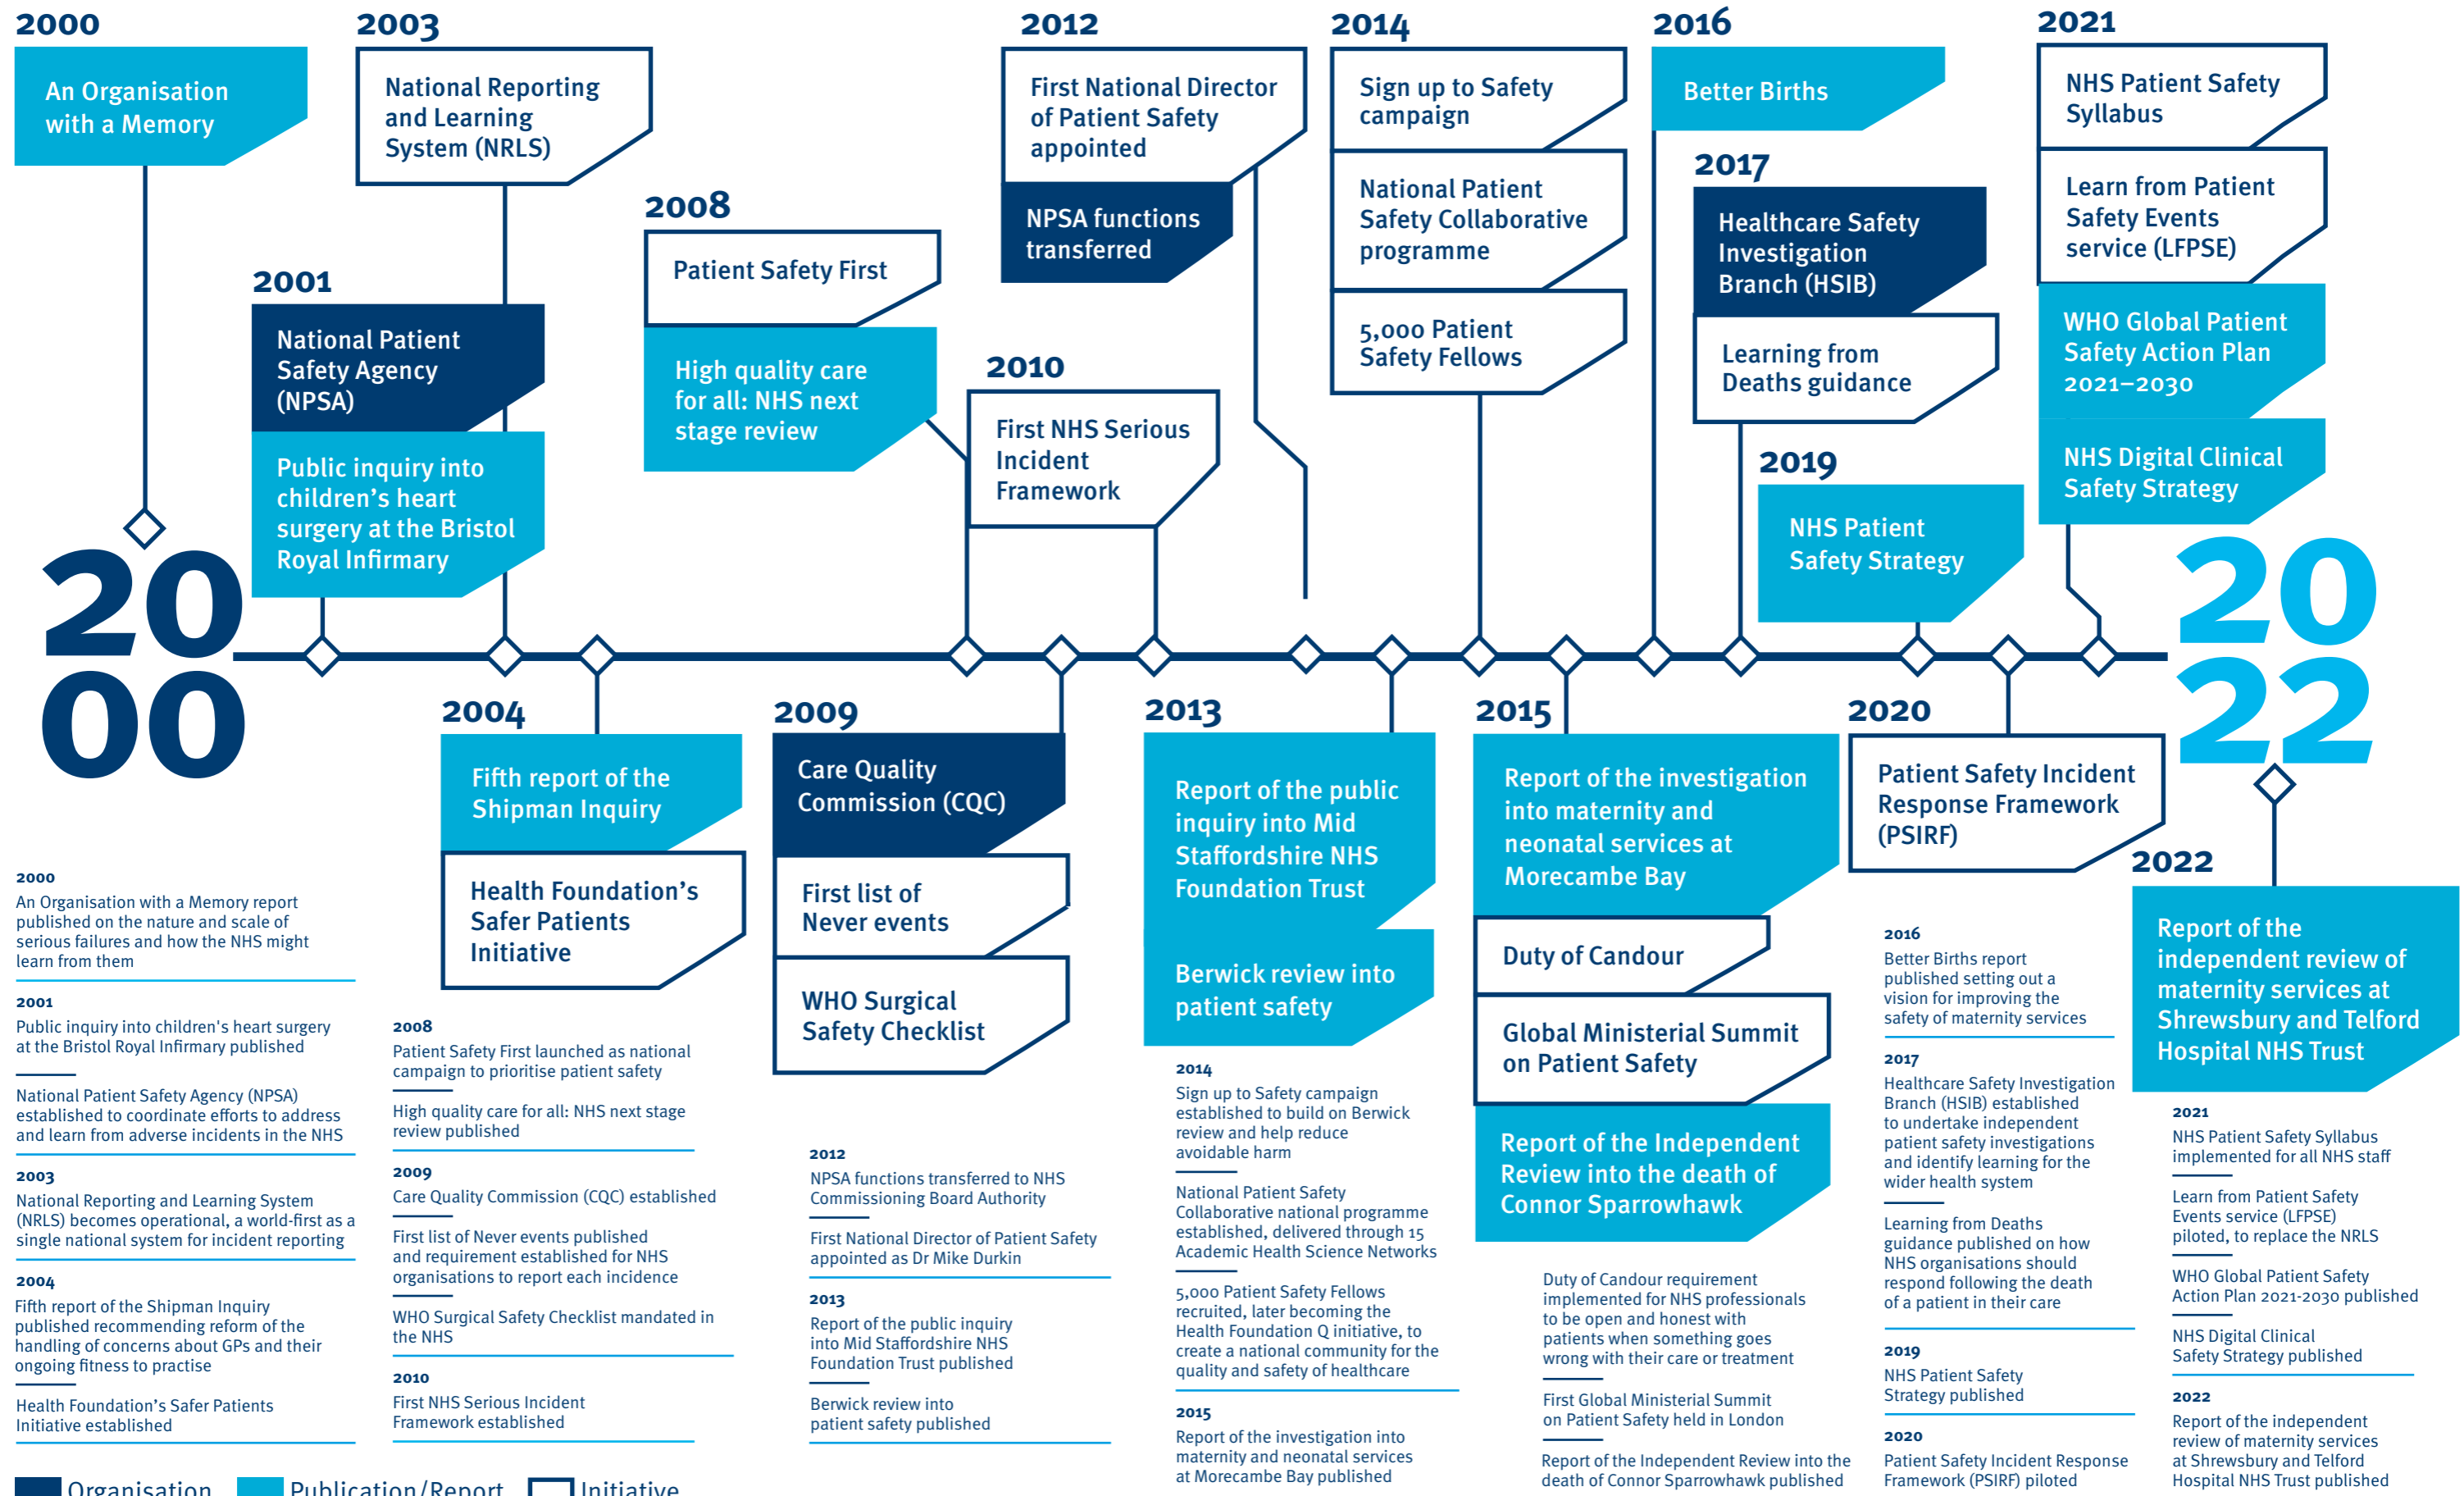 2000
An Organisation
with a Memory
2003
National Reporting
and Learning
System (NRLS)
2001
National Patient
Safety Agency
(NPSA)
Public inquiry into
children’s heart
surgery at the Bristol
Royal Infirmary
2008
Patient Safety First
High quality care
for all: NHS next
stage review
2010
First NHS Serious
Incident
Framework
2012
First National Director
of Patient Safety
appointed
NPSA functions
transferred
2014
Sign up to Safety
campaign
National Patient
Safety Collaborative
programme
5,000 Patient
Safety Fellows
2016
Better Births
2017
Healthcare Safety
Investigation
Branch (HSIB)
Learning from
Deaths guidance
2019
NHS Patient
Safety Strategy
2021
NHS Patient Safety
Syllabus
Learn from Patient
Safety Events
service (LFPSE)
WHO Global Patient
Safety Action Plan
2021–2030
NHS Digital Clinical
Safety Strategy
20
00
20
22
2004
Fifth report of the
Shipman Inquiry
Health Foundation’s
Safer Patients
Initiative
2009
Care Quality
Commission (CQC)
First list of
Never events
WHO Surgical
Safety Checklist
2013
Report of the public
inquiry into Mid
Staffordshire NHS
Foundation Trust
Berwick review into
patient safety
2015
Report of the investigation
into maternity and
neonatal services at
Morecambe Bay
Duty of Candour
Global Ministerial Summit
on Patient Safety
Report of the Independent
Review into the death of
Connor Sparrowhawk
2020
Patient Safety Incident
Response Framework
(PSIRF)
2022
Report of the
independent review of
maternity services at
Shrewsbury and Telford
Hospital NHS Trust
2000
An Organisation with a Memory report
published on the nature and scale of
serious failures and how the NHS might
learn from them
2001
Public inquiry into children's heart surgery
at the Bristol Royal Infirmary published
National Patient Safety Agency (NPSA)
established to coordinate efforts to address
and learn from adverse incidents in the NHS
2003
National Reporting and Learning System
(NRLS) becomes operational, a world-first as a
single national system for incident reporting
2004
Fifth report of the Shipman Inquiry
published recommending reform of the
handling of concerns about GPs and their
ongoing fitness to practise
Health Foundation’s Safer Patients
Initiative established
2008
Patient Safety First launched as national
campaign to prioritise patient safety
High quality care for all: NHS next stage
review published
2009
Care Quality Commission (CQC) established
First list of Never events published
and requirement established for NHS
organisations to report each incidence
WHO Surgical Safety Checklist mandated in
the NHS
2010
First NHS Serious Incident
Framework established
2012
NPSA functions transferred to NHS
Commissioning Board Authority
First National Director of Patient Safety
appointed as Dr Mike Durkin
2013
Report of the public inquiry
into Mid Staffordshire NHS
Foundation Trust published
Berwick review into
patient safety published
2014
Sign up to Safety campaign
established to build on Berwick
review and help reduce
avoidable harm
National Patient Safety
Collaborative national programme
established, delivered through 15
Academic Health Science Networks
5,000 Patient Safety Fellows
recruited, later becoming the
Health Foundation Q initiative, to
create a national community for the
quality and safety of healthcare
2015
Report of the investigation into
maternity and neonatal services
at Morecambe Bay published
Duty of Candour requirement
implemented for NHS professionals
to be open and honest with
patients when something goes
wrong with their care or treatment
First Global Ministerial Summit
on Patient Safety held in London
Report of the Independent Review into the
death of Connor Sparrowhawk published
2016
Better Births report
published setting out a
vision for improving the
safety of maternity services
2017
Healthcare Safety Investigation
Branch (HSIB) established
to undertake independent
patient safety investigations
and identify learning for the
wider health system
Learning from Deaths
guidance published on how
NHS organisations should
respond following the death
of a patient in their care
2019
NHS Patient Safety
Strategy published
2020
Patient Safety Incident Response
Framework (PSIRF) piloted
2021
NHS Patient Safety Syllabus
implemented for all NHS staff
Learn from Patient Safety
Events service (LFPSE)
piloted, to replace the NRLS
WHO Global Patient Safety
Action Plan 2021-2030 published
NHS Digital Clinical
Safety Strategy published
2022
Report of the independent
review of maternity services
at Shrewsbury and Telford
Hospital NHS Trust published
Organisation
Publication/Report
Initiative